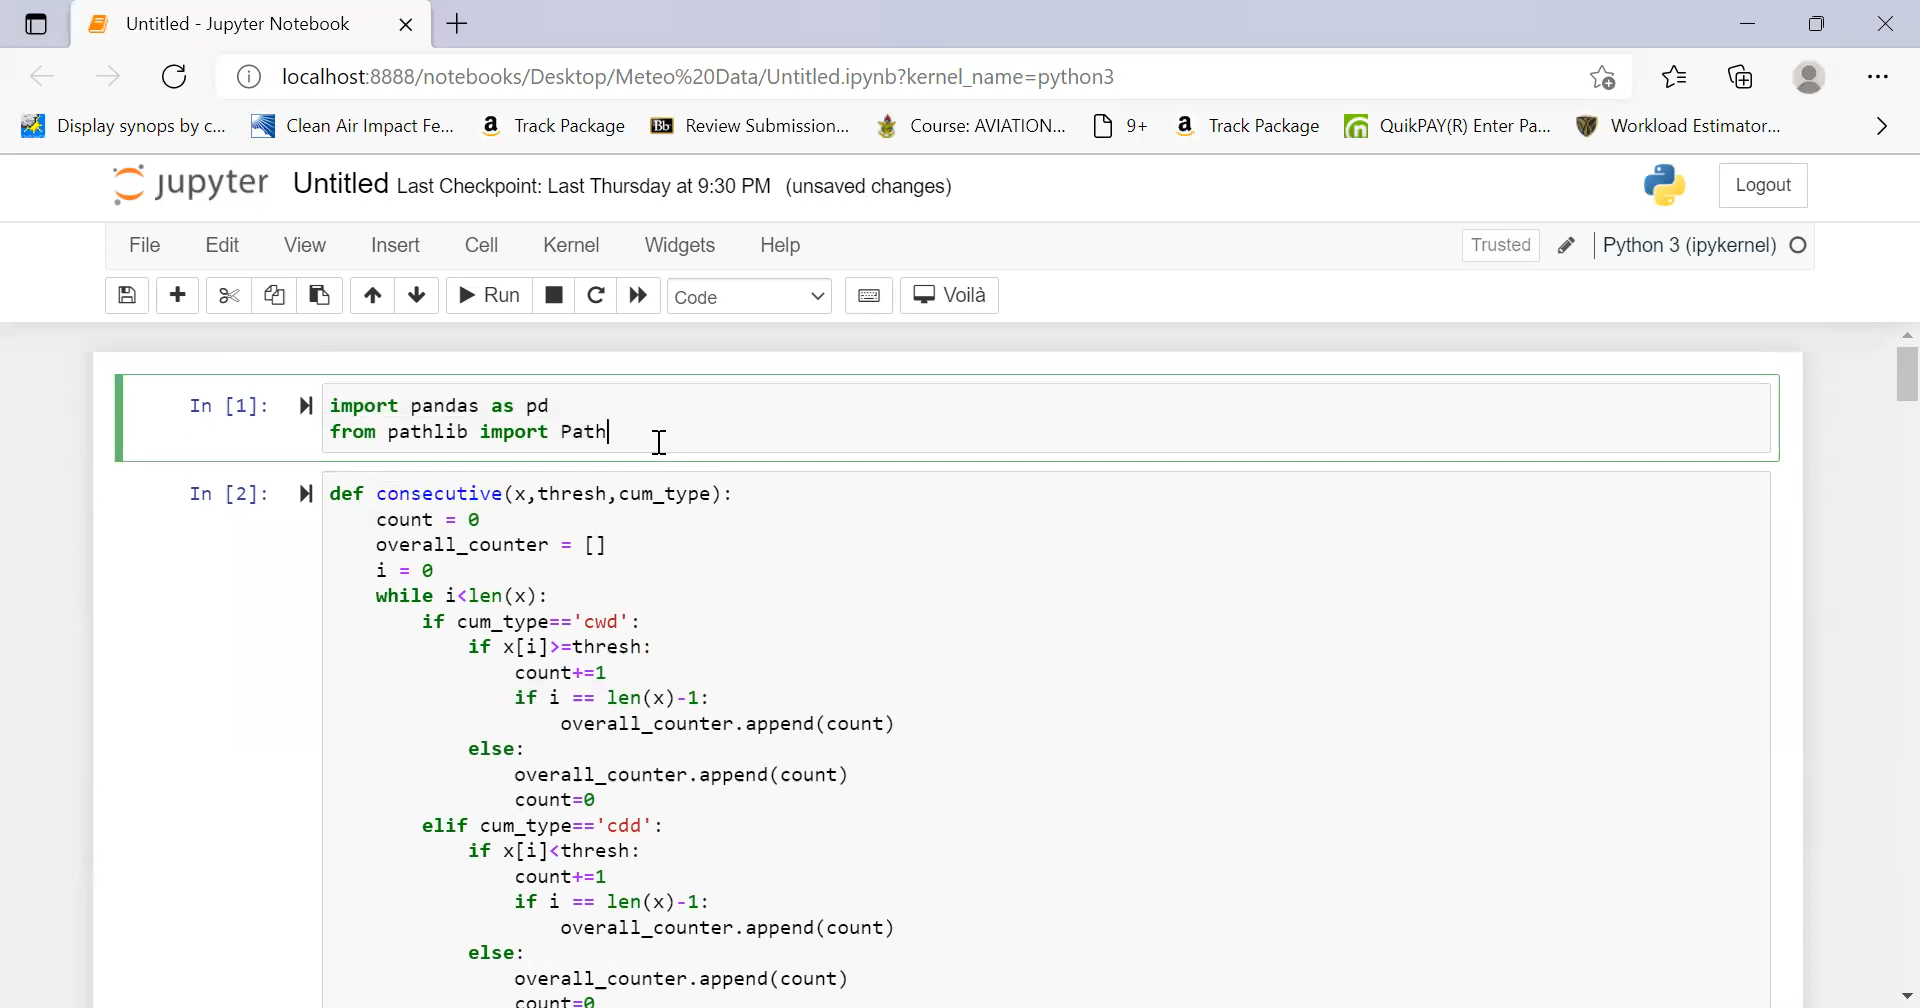 Untitled - Jupyter Notebook
localhost:8888/notebooks/Desktop/Meteo%20Data/Untitled.ipynb?kernel_name=python3
Display synops by c... Clean Air Impact Fe... a Track Package Bb Review Submission... Course: AVIATION... 9+ a Track Package QuikPAY(R) Enter Pa... Workload Estimator...
jupyter Untitled Last Checkpoint: Last Thursday at 9:30 PM (unsaved changes) Logout
File Edit View Insert Cell Kernel Widgets Help Trusted Python 3 (ipykernel)
Run Code Voilà
In [1]: import pandas as pd
from pathlib import Path
In [2]: def consecutive(x,thresh,cum_type):
count = 0
overall_counter = []
i = 0
while i<len(x):
if cum_type=='cwd':
if x[i]>=thresh:
count+=1
if i == len(x)-1:
overall_counter.append(count)
else:
overall_counter.append(count)
count=0
elif cum_type=='cdd':
if x[i]<thresh:
count+=1
if i == len(x)-1:
overall_counter.append(count)
else:
overall_counter.append(count)
count=0